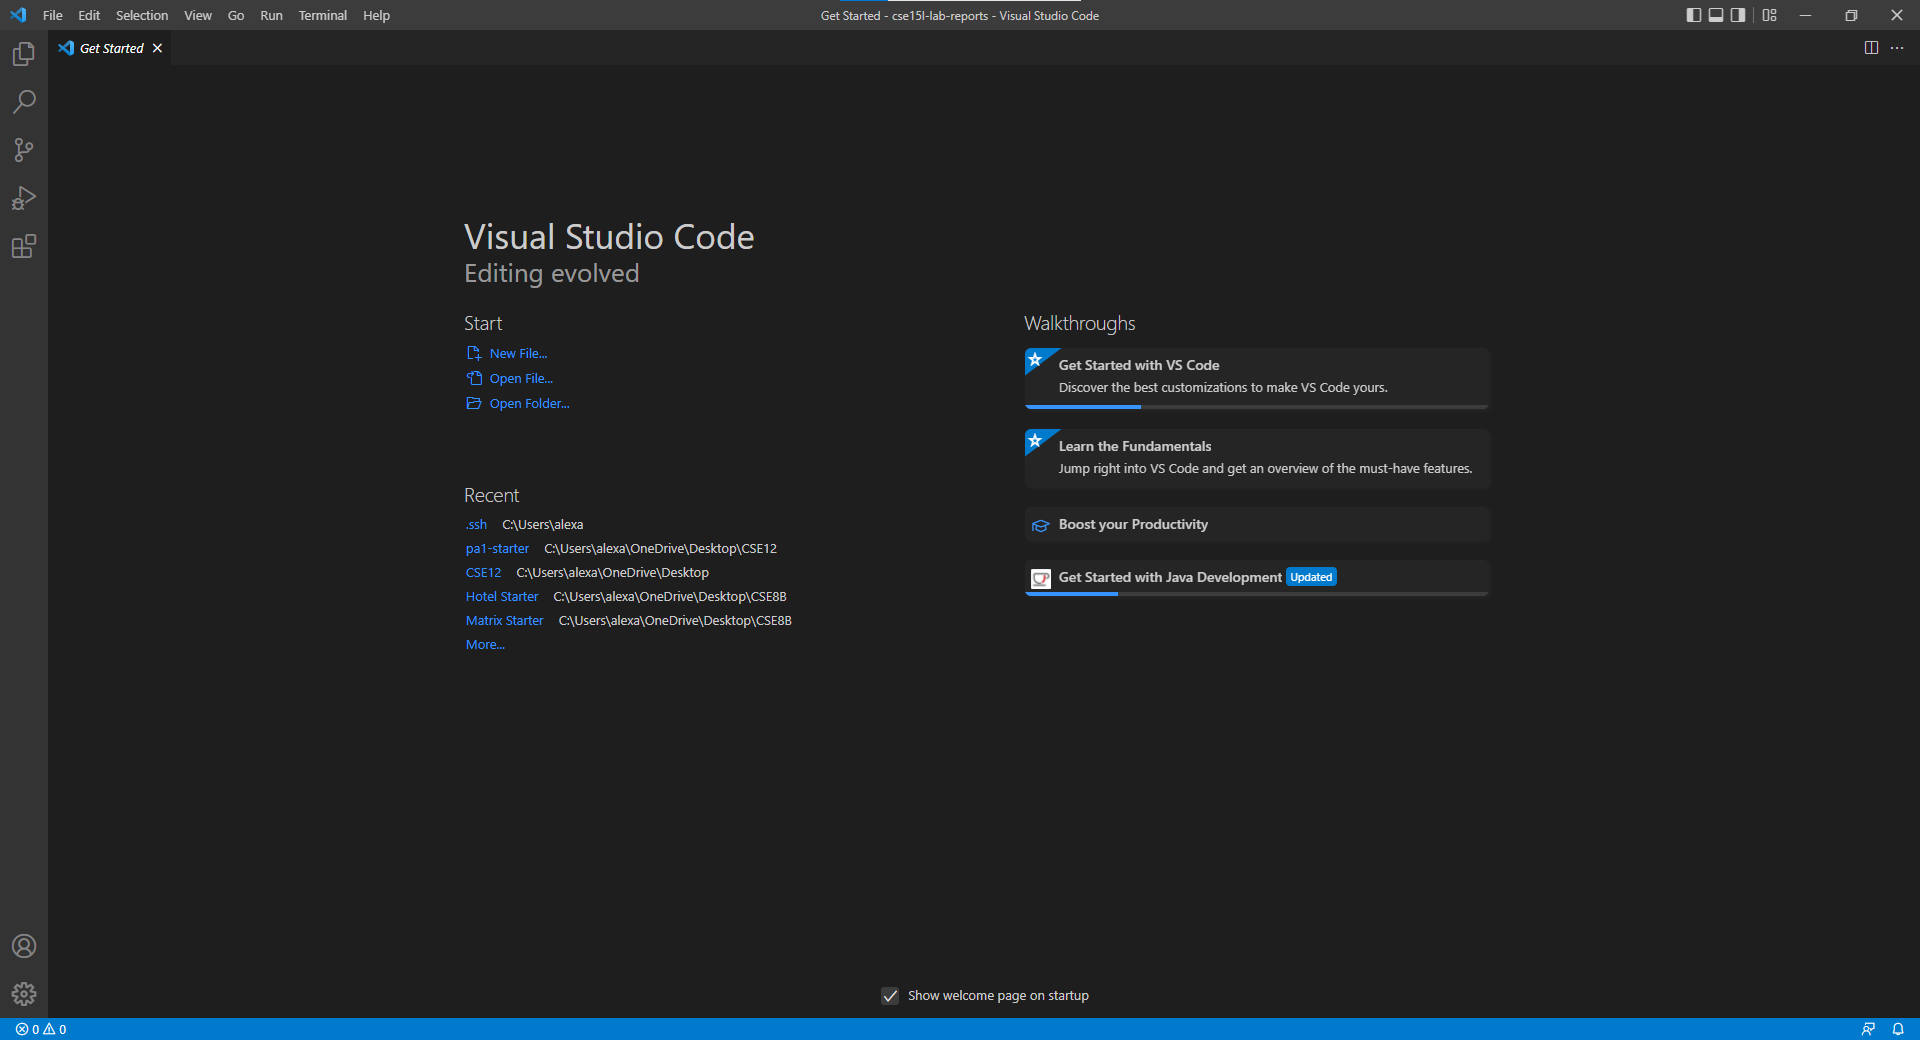 File Edit Selection View Go Run Terminal Help
Get Started - cse15l-lab-reports - Visual Studio Code
Get Started
Visual Studio Code
Editing evolved
Start
New File...
Open File...
Open Folder...
Recent
.ssh C:\Users\alexa
pa1-starter C:\Users\alexa\OneDrive\Desktop\CSE12
CSE12 C:\Users\alexa\OneDrive\Desktop
Hotel Starter C:\Users\alexa\OneDrive\Desktop\CSE8B
Matrix Starter C:\Users\alexa\OneDrive\Desktop\CSE8B
More...
Walkthroughs
Get Started with VS Code
Discover the best customizations to make VS Code yours.
Learn the Fundamentals
Jump right into VS Code and get an overview of the must-have features.
Boost your Productivity
Get Started with Java Development Updated
Show welcome page on startup
0 0